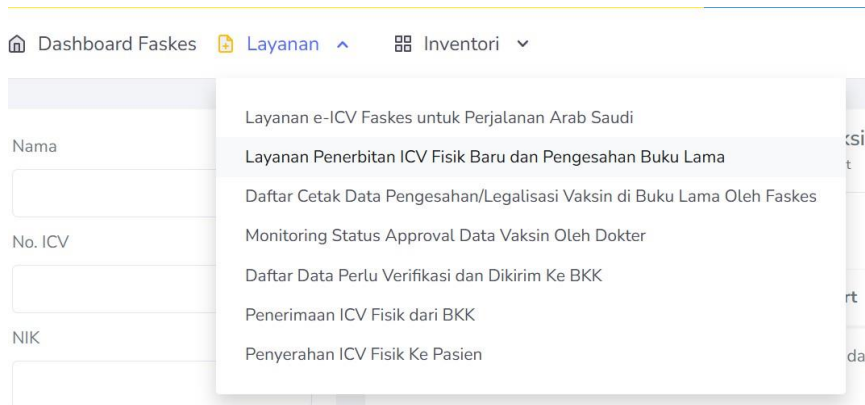 Dashboard Faskes Layanan Inventori
Layanan e-ICV Faskes untuk Perjalanan Arab Saudi
Nama
Layanan Penerbitan ICV Fisik Baru dan Pengesahan Buku Lama
Daftar Cetak Data Pengesahan/Legalisasi Vaksin di Buku Lama Oleh Faskes
No. ICV
Monitoring Status Approval Data Vaksin Oleh Dokter
Daftar Data Perlu Verifikasi dan Dikirim Ke BKK
Penerimaan ICV Fisik dari BKK
NIK
Penyerahan ICV Fisik Ke Pasien